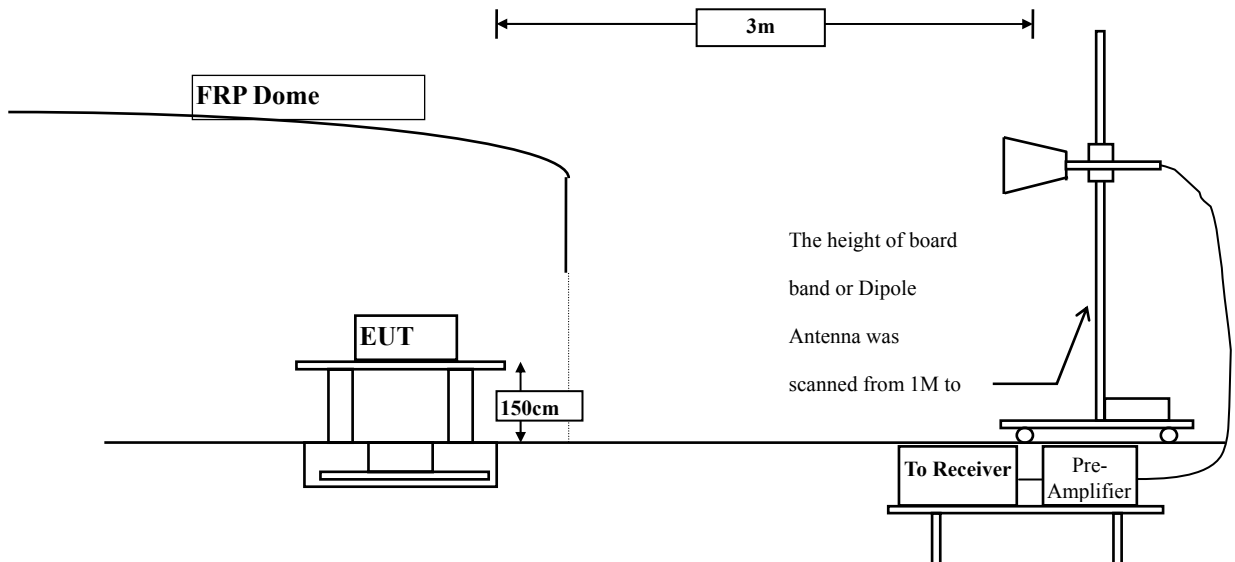 3m
FRP Dome
The height of board
band or Dipole
Antenna was
scanned from 1M to
EUT
150cm
To Receiver
Pre-
Amplifier